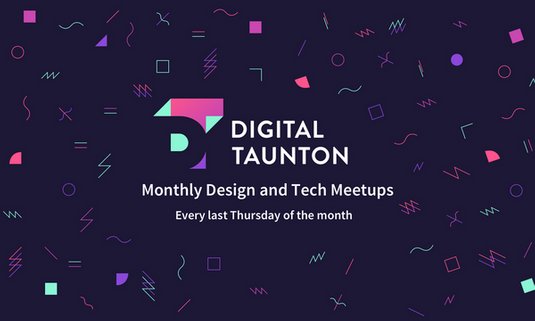 DIGITAL
TAUNTON
Monthly Design and Tech Meetups
Every last Thursday of the month